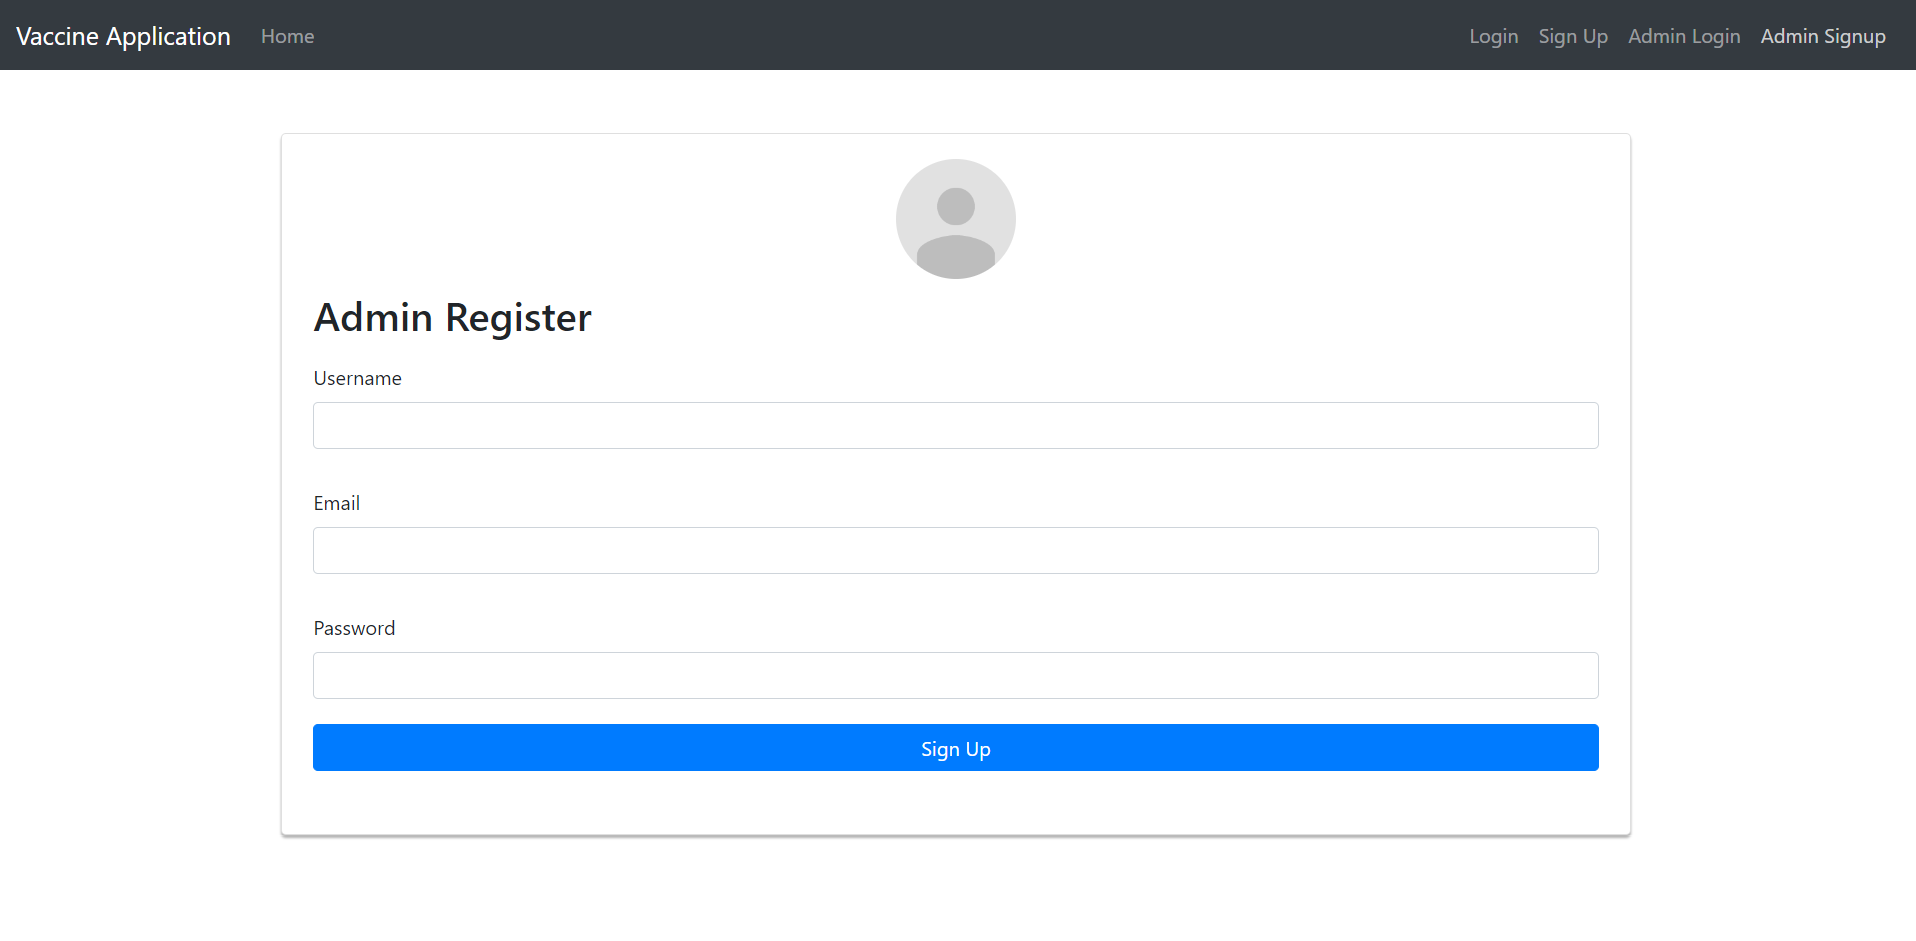 Vaccine Application Home Login Sign Up Admin Login Admin Signup
Admin Register
Username
Email
Password
Sign Up